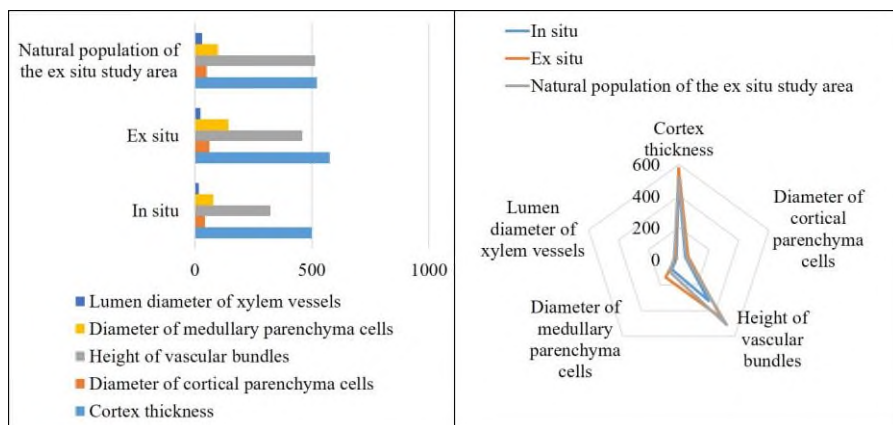 Natural population of
the ex situ study area
Ex situ
In situ
0
500
1000
Lumen diameter of xylem vessels
Diameter of medullary parenchyma cells
Height of vascular bundles
Diameter of cortical parenchyma cells
Cortex thickness
In situ
Ex situ
Natural population of the ex situ study area
Cortex
thickness
600
400
200
0
Diameter of
cortical
parenchyma
cells
Height of
vascular
bundles
Diameter of
medullary
parenchyma
cells
Lumen
diameter of
xylem vessels